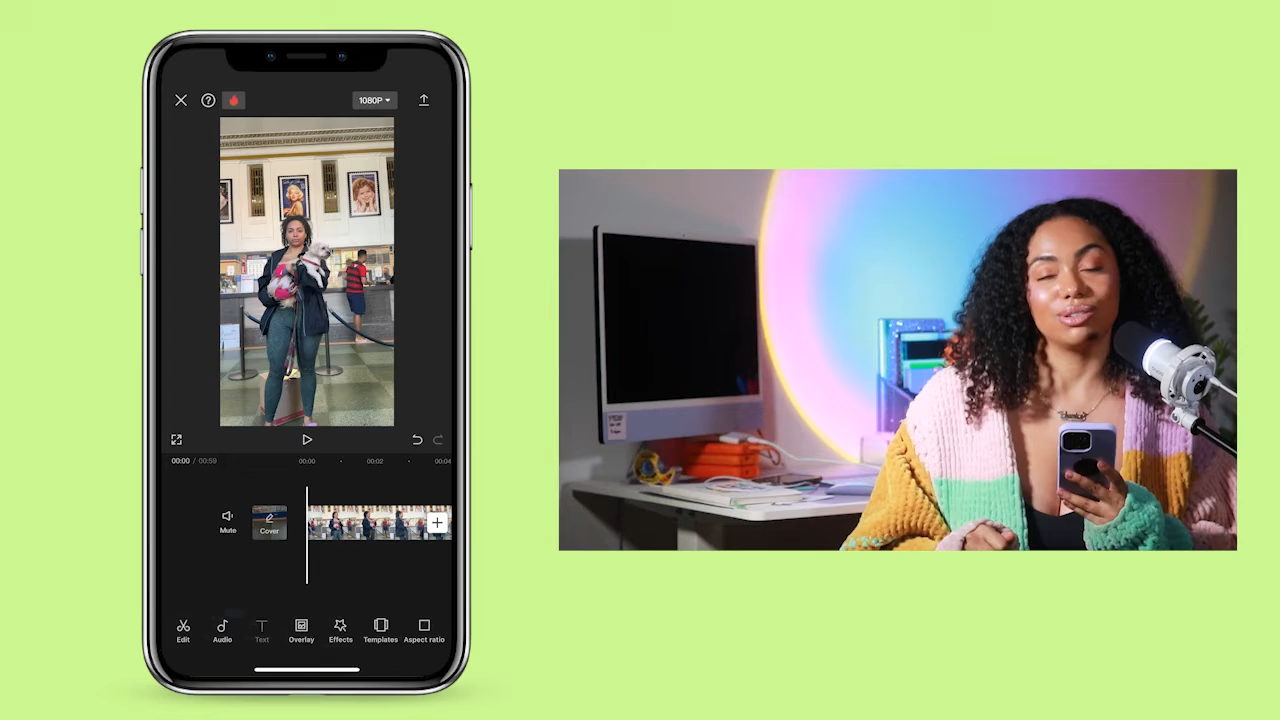 1080P
00:00 / 00:59
00:00
00:02
00:04
Mute
Cover
Edit
Audio
Text
Overlay
Effects
Templates
Aspect ratio